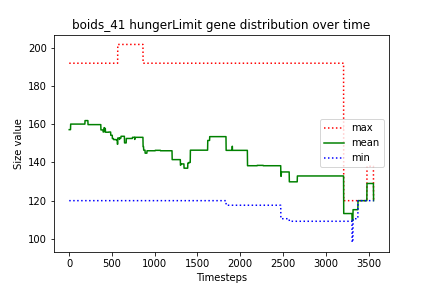 boids_41 hungerLimit gene distribution over timesteps
Size value
200
180
160
140
120
100
max
mean
min
0
500
1000
1500
2000
2500
3000
3500
Timesteps